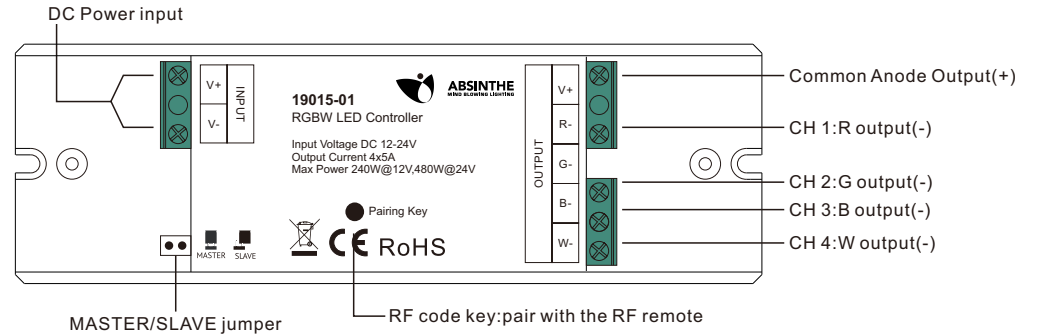 DC Power input
V+
V-
INPUT
19015-01
RGBW LED Controller
Input Voltage DC 12-24V
Output Current 4x5A
Max Power 240W@12V,480W@24V
ABSINTHE
MIND BLOWING LIGHTING
Pairing Key
MASTER
SLAVE
CE RoHS
OUTPUT
V+
R-
G-
B-
W-
Common Anode Output(+)
CH 1:R output(-)
CH 2:G output(-)
CH 3:B output(-)
CH 4:W output(-)
MASTER/SLAVE jumper
RF code key:pair with the RF remote